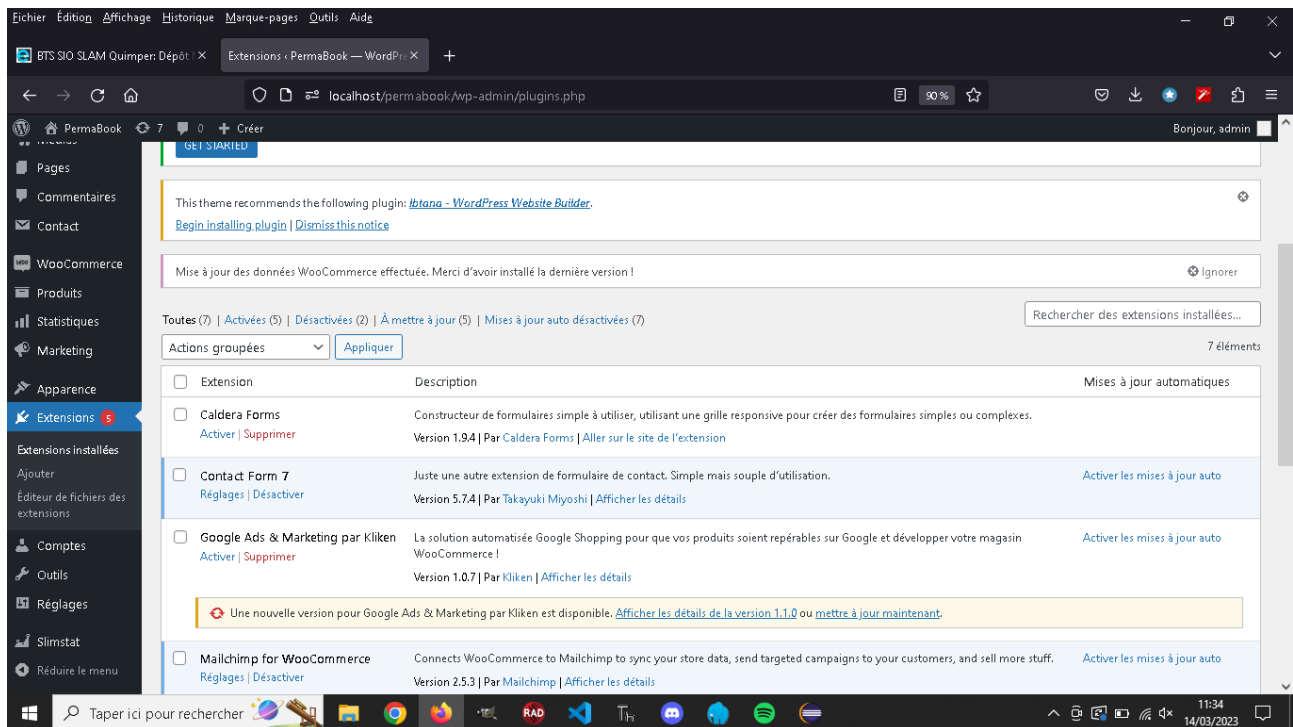 Fichier Édition Affichage Historique Marque-pages Outils Aide
BTS SIO SLAM Quimper: Dépôt
Extensions ‹ PermaBook — WordPre
localhost/permabook/wp-admin/plugins.php
90 %
PermaBook 7 0 + Créer
Bonjour, admin
Médias
Pages
Commentaires
Contact
WooCommerce
Produits
Statistiques
Marketing
Apparence
Extensions 5
Extensions installées
Ajouter
Éditeur de fichiers des
extensions
Comptes
Outils
Réglages
Slimstat
Réduire le menu
GET STARTED
This theme recommends the following plugin: Ibtana - WordPress Website Builder.
Begin installing plugin | Dismiss this notice
Mise à jour des données WooCommerce effectuée. Merci d’avoir installé la dernière version !
Ignorer
Toutes (7) | Activées (5) | Désactivées (2) | À mettre à jour (5) | Mises à jour auto désactivées (7)
Rechercher des extensions installées...
Actions groupées
Appliquer
7 éléments
Extension Description Mises à jour automatiques
Caldera Forms
Activer | Supprimer
Constructeur de formulaires simple à utiliser, utilisant une grille responsive pour créer des formulaires simples ou complexes.
Version 1.9.4 | Par Caldera Forms | Aller sur le site de l’extension
Contact Form 7
Réglages | Désactiver
Juste une autre extension de formulaire de contact. Simple mais souple d’utilisation.
Version 5.7.4 | Par Takayuki Miyoshi | Afficher les détails
Activer les mises à jour auto
Google Ads & Marketing par Kliken
Activer | Supprimer
La solution automatisée Google Shopping pour que vos produits soient repérables sur Google et développer votre magasin
WooCommerce !
Version 1.0.7 | Par Kliken | Afficher les détails
Activer les mises à jour auto
Une nouvelle version pour Google Ads & Marketing par Kliken est disponible. Afficher les détails de la version 1.1.0 ou mettre à jour maintenant.
Mailchimp for WooCommerce
Réglages | Désactiver
Connects WooCommerce to Mailchimp to sync your store data, send targeted campaigns to your customers, and sell more stuff.
Version 2.5.3 | Par Mailchimp | Afficher les détails
Activer les mises à jour auto
Taper ici pour rechercher
RAD
11:34
14/03/2023